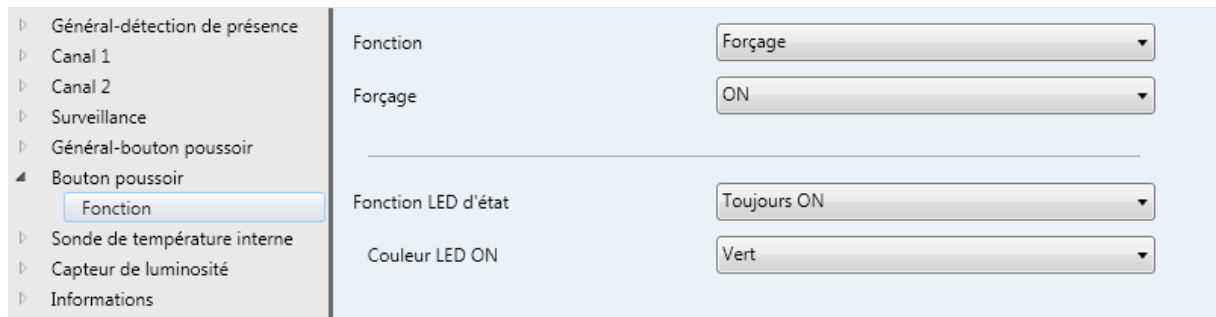 Général-détection de présence
Canal 1
Canal 2
Surveillance
Général-bouton poussoir
Bouton poussoir
Fonction
Sonde de température interne
Capteur de luminosité
Informations
Fonction Forçage
Forçage ON
Fonction LED d'état Toujours ON
Couleur LED ON Vert